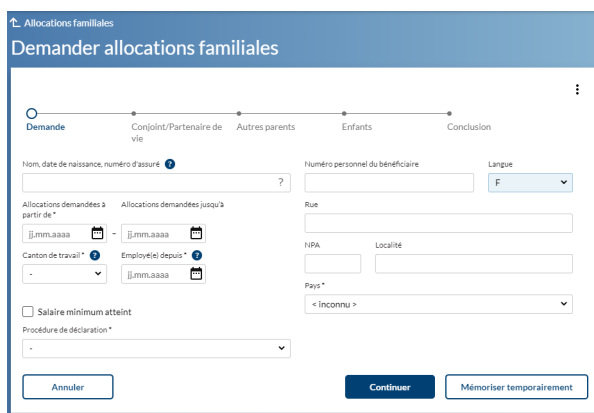 Allocations familiales
Demander allocations familiales
Demande
Conjoint/Partenaire de
vie
Autres parents
Enfants
Conclusion
Nom, date de naissance, numéro d'assuré ?
?
Numéro personnel du bénéficiaire
Langue
F
Allocations demandées à
partir de *
Allocations demandées jusqu'à
jj.mm.aaaa – jj.mm.aaaa
Rue
NPA
Localité
Canton de travail * ?
Employé(e) depuis * ?
-
jj.mm.aaaa
Pays *
< inconnu >
Salaire minimum atteint
Procédure de déclaration *
-
Annuler
Continuer
Mémoriser temporairement